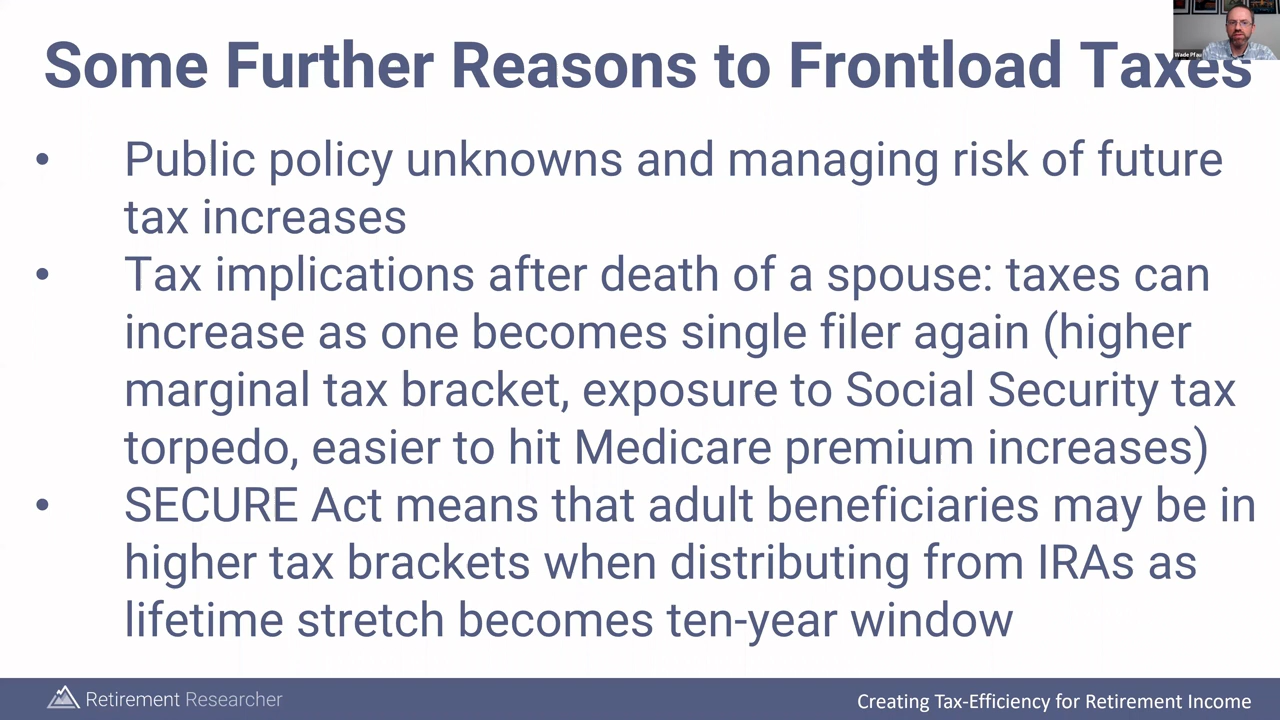 Some Further Reasons to Frontload Taxes
Wade Pfau
• Public policy unknowns and managing risk of future
tax increases
• Tax implications after death of a spouse: taxes can
increase as one becomes single filer again (higher
marginal tax bracket, exposure to Social Security tax
torpedo, easier to hit Medicare premium increases)
• SECURE Act means that adult beneficiaries may be in
higher tax brackets when distributing from IRAs as
lifetime stretch becomes ten-year window
Retirement Researcher
Creating Tax-Efficiency for Retirement Income